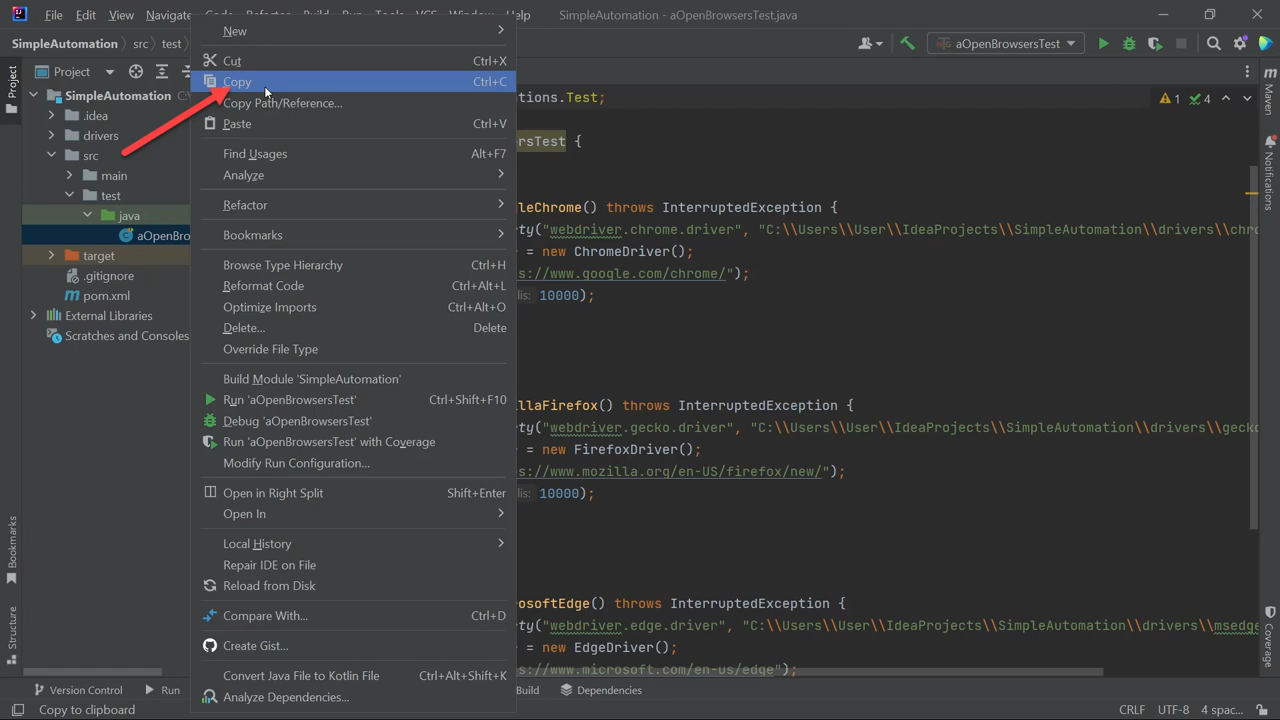 File Edit View Navigate Code Refactor Build Run Tools VCS Window Help SimpleAutomation - aOpenBrowsersTest.java
SimpleAutomation src test
aOpenBrowsersTest
Project
Project
SimpleAutomation
.idea
drivers
src
main
test
java
aOpenBro
target
.gitignore
pom.xml
External Libraries
Scratches and Consoles
Bookmarks
Structure
New
Cut Ctrl+X
Copy Ctrl+C
Copy Path/Reference...
Paste Ctrl+V
Find Usages Alt+F7
Analyze
Refactor
Bookmarks
Browse Type Hierarchy Ctrl+H
Reformat Code Ctrl+Alt+L
Optimize Imports Ctrl+Alt+O
Delete... Delete
Override File Type
Build Module 'SimpleAutomation'
Run 'aOpenBrowsersTest' Ctrl+Shift+F10
Debug 'aOpenBrowsersTest'
Run 'aOpenBrowsersTest' with Coverage
Modify Run Configuration...
Open in Right Split Shift+Enter
Open In
Local History
Repair IDE on File
Reload from Disk
Compare With... Ctrl+D
Create Gist...
Convert Java File to Kotlin File Ctrl+Alt+Shift+K
Analyze Dependencies...
tions.Test;
1 4
rsTest {
leChrome() throws InterruptedException {
ty("webdriver.chrome.driver", "C:\\Users\\User\\IdeaProjects\\SimpleAutomation\\drivers\\chro
= new ChromeDriver();
s://www.google.com/chrome/");
lis: 10000);
llaFirefox() throws InterruptedException {
ty("webdriver.gecko.driver", "C:\\Users\\User\\IdeaProjects\\SimpleAutomation\\drivers\\gecko
= new FirefoxDriver();
s://www.mozilla.org/en-US/firefox/new/");
lis: 10000);
osoftEdge() throws InterruptedException {
ty("webdriver.edge.driver", "C:\\Users\\User\\IdeaProjects\\SimpleAutomation\\drivers\\msedge
= new EdgeDriver();
s://www.microsoft.com/en-us/edge");
Maven
Notifications
Coverage
Version Control Run Build Dependencies
Copy to clipboard CRLF UTF-8 4 spac...